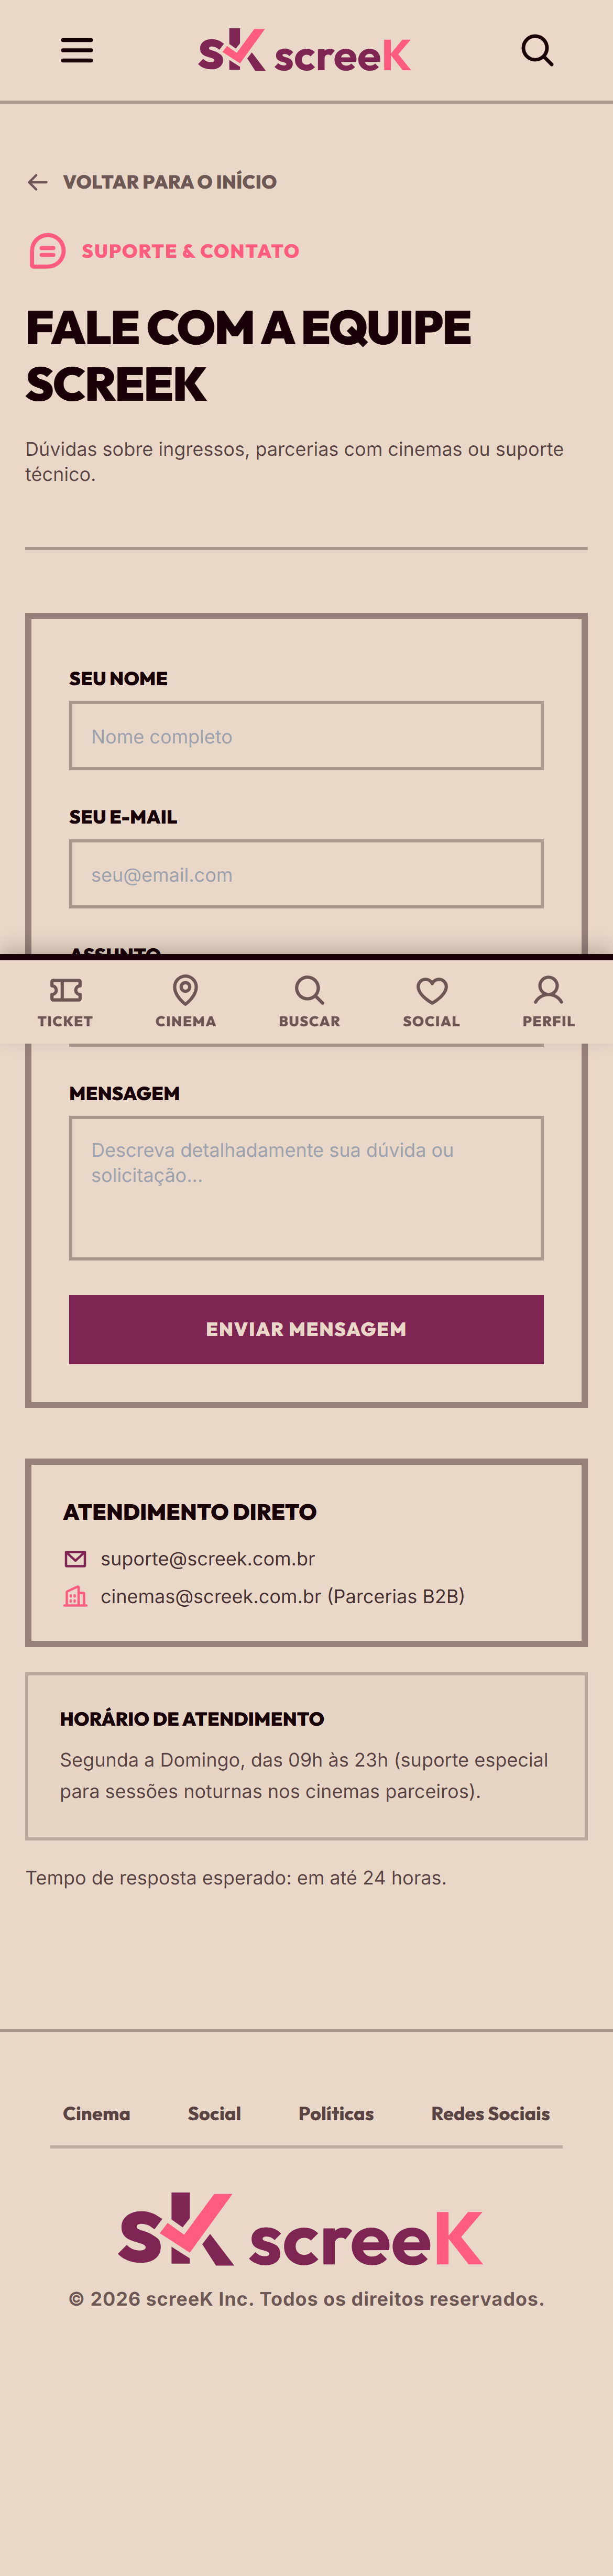 sK screeK
VOLTAR PARA O INÍCIO
SUPORTE & CONTATO
FALE COM A EQUIPE
SCREEK
Dúvidas sobre ingressos, parcerias com cinemas ou suporte
técnico.
SEU NOME
Nome completo
SEU E-MAIL
seu@email.com
ASSUNTO
TICKET
CINEMA
BUSCAR
SOCIAL
PERFIL
MENSAGEM
Descreva detalhadamente sua dúvida ou
solicitação...
ENVIAR MENSAGEM
ATENDIMENTO DIRETO
suporte@screek.com.br
cinemas@screek.com.br (Parcerias B2B)
HORÁRIO DE ATENDIMENTO
Segunda a Domingo, das 09h às 23h (suporte especial
para sessões noturnas nos cinemas parceiros).
Tempo de resposta esperado: em até 24 horas.
Cinema
Social
Políticas
Redes Sociais
sK screeK
© 2026 screeK Inc. Todos os direitos reservados.